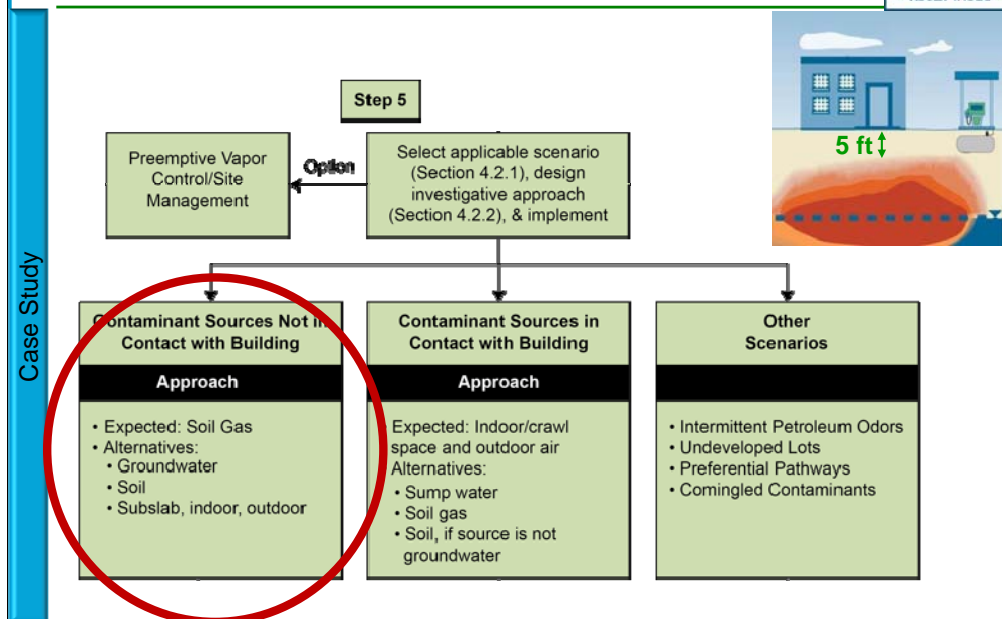 Case Study
Step 5
Preemptive Vapor
Control/Site
Management
Option
Select applicable scenario
(Section 4.2.1), design
investigative approach
(Section 4.2.2), & implement
5 ft
Contaminant Sources Not in
Contact with Building
Approach
• Expected: Soil Gas
• Alternatives:
• Groundwater
• Soil
• Subslab, indoor, outdoor
Contaminant Sources in
Contact with Building
Approach
• Expected: Indoor/crawl
space and outdoor air
Alternatives:
• Sump water
• Soil gas
• Soil, if source is not
groundwater
Other
Scenarios
• Intermittent Petroleum Odors
• Undeveloped Lots
• Preferential Pathways
• Comingled Contaminants